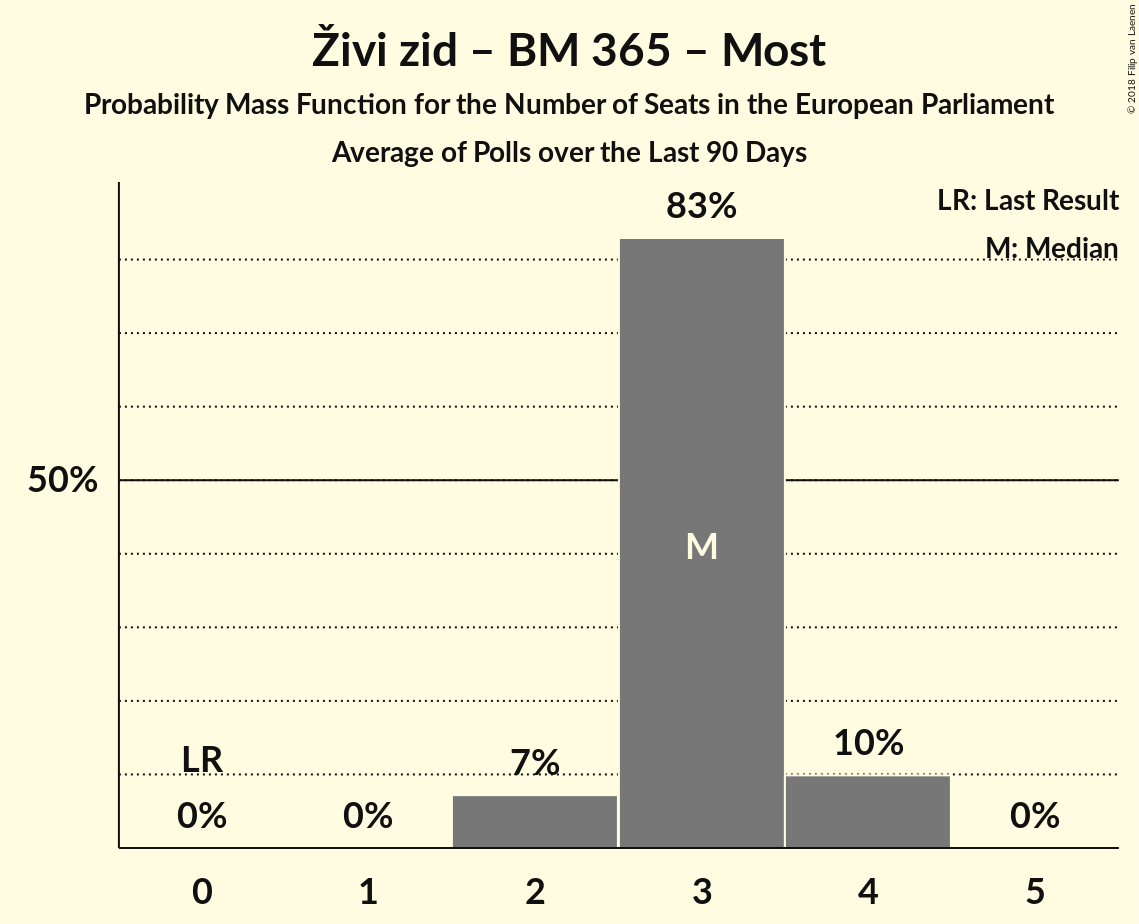 Živi zid – BM 365 – Most
Probability Mass Function for the Number of Seats in the European Parliament
Average of Polls over the Last 90 Days
© 2018 Filip van Laenen
LR: Last Result
M: Median
83%
50%
M
LR
7%
10%
0%
0%
0%
0 1 2 3 4 5